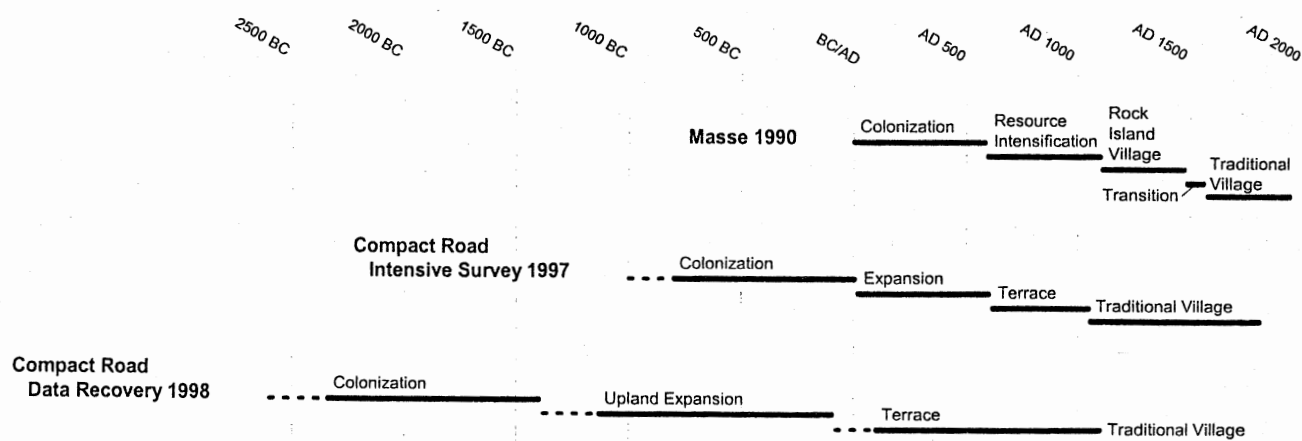 2500 BC
2000 BC
1500 BC
1000 BC
500 BC
BC/AD
AD 500
AD 1000
AD 1500
AD 2000
Masse 1990
Colonization
Resource
Intensification
Rock
Island
Village
Transition
Traditional
Village
Compact Road
Intensive Survey 1997
Colonization
Expansion
Terrace
Traditional Village
Compact Road
Data Recovery 1998
Colonization
Upland Expansion
Terrace
Traditional Village